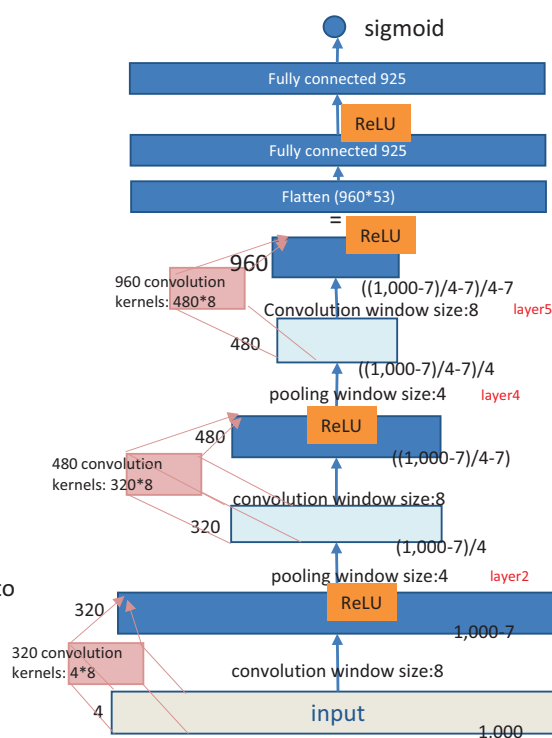 sigmoid
Fully connected 925
ReLU
Fully connected 925
Flatten (960*53)
=
ReLU
960
960 convolution
kernels: 480*8
((1,000-7)/4-7)/4-7
Convolution window size:8
layer5
480
((1,000-7)/4-7)/4
pooling window size:4
layer4
ReLU
480
480 convolution
kernels: 320*8
((1,000-7)/4-7)
convolution window size:8
320
(1,000-7)/4
pooling window size:4
layer2
to
ReLU
320
1,000-7
320 convolution
kernels: 4*8
convolution window size:8
4
input
1,000